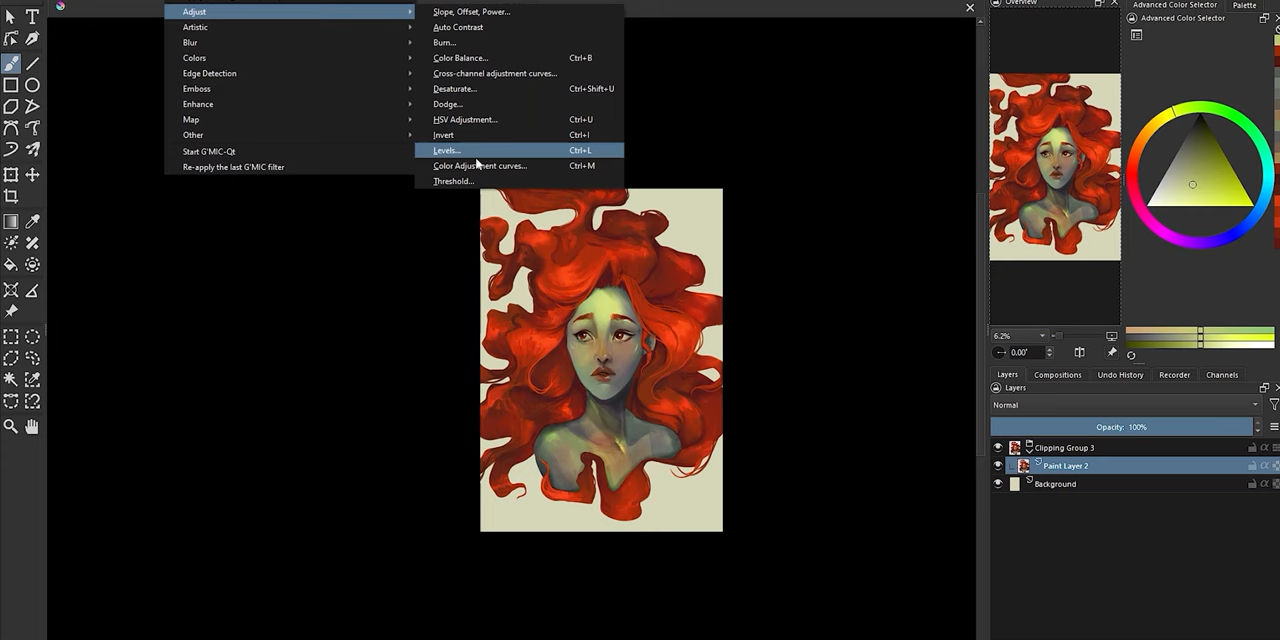 Adjust
Artistic
Blur
Colors
Edge Detection
Emboss
Enhance
Map
Other
Start G'MIC-Qt
Re-apply the last G'MIC filter
Slope, Offset, Power...
Auto Contrast
Burn...
Color Balance... Ctrl+B
Cross-channel adjustment curves...
Desaturate... Ctrl+Shift+U
Dodge...
HSV Adjustment... Ctrl+U
Invert Ctrl+I
Levels... Ctrl+L
Color Adjustment curves... Ctrl+M
Threshold...
Overview
Advanced Color Selector Palette
Advanced Color Selector
6.2%
0.00°
Layers Compositions Undo History Recorder Channels
Layers
Normal
Opacity: 100%
Clipping Group 3
Paint Layer 2
Background